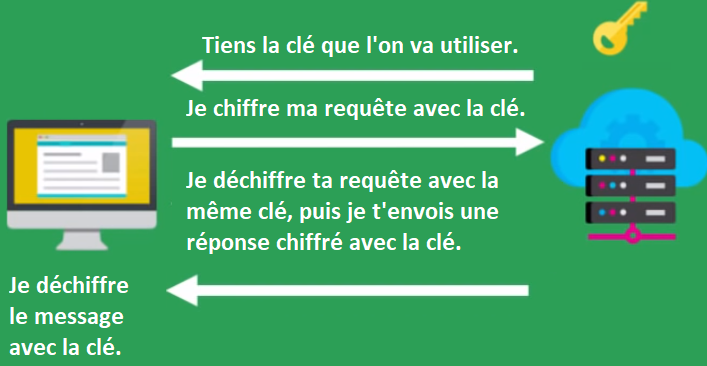 Tiens la clé que l'on va utiliser.
Je chiffre ma requête avec la clé.
Je déchiffre ta requête avec la
même clé, puis je t'envois une
réponse chiffré avec la clé.
Je déchiffre
le message
avec la clé.